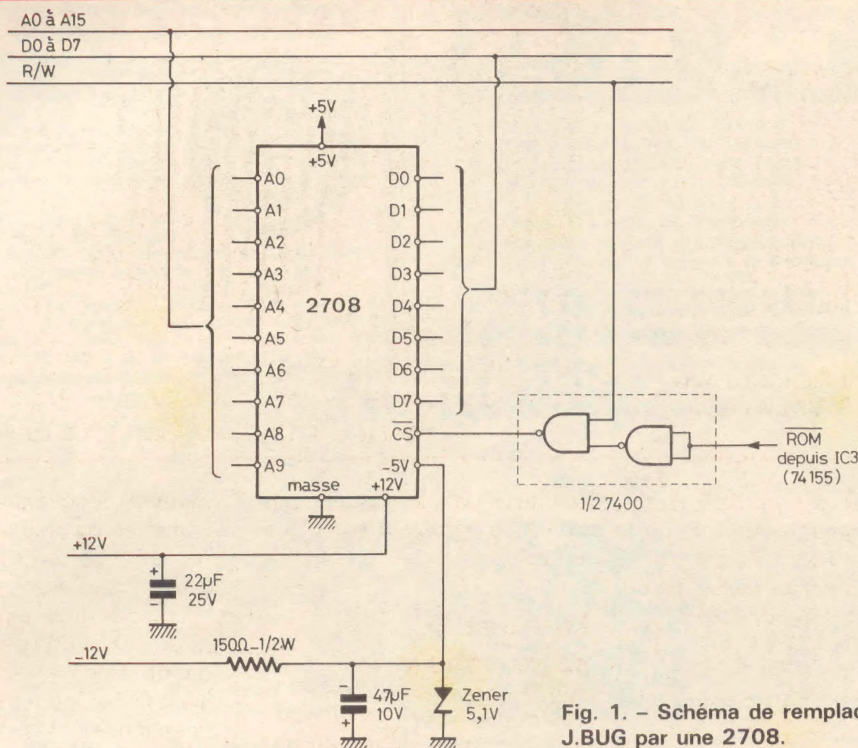 A0 à A15
D0 à D7
R/W
+5V
+5V
A0
A1
A2
A3
A4
A5
A6
A7
A8
A9
2708
D0
D1
D2
D3
D4
D5
D6
D7
CS
-5V
masse
+12V
ROM
depuis IC3
(74155)
1/2 7400
+12V
+
-
22µF
25V
-12V
150Ω-1/2W
-
+
47µF
10V
Zener
5,1V
Fig. 1. – Schéma de remplac
J.BUG par une 2708.